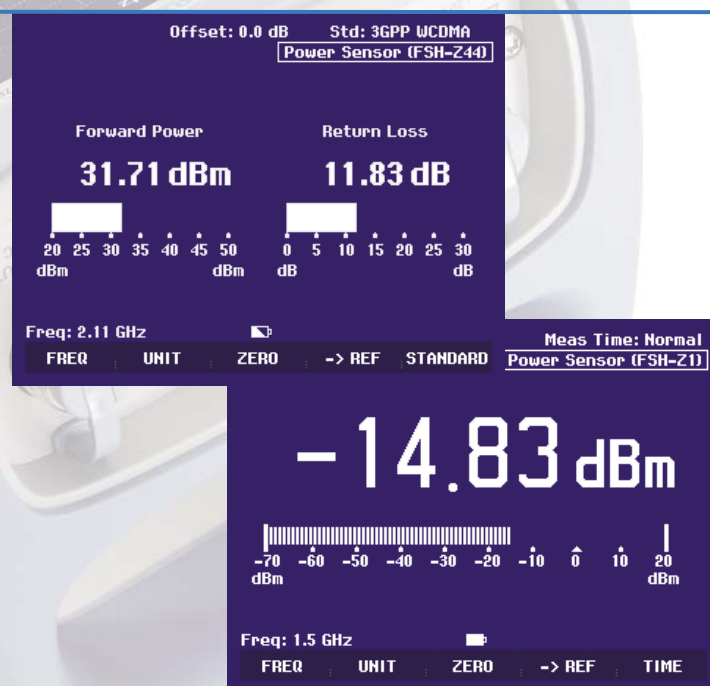 Offset: 0.0 dB Std: 3GPP WCDMA
Power Sensor (FSH-Z44)
Forward Power Return Loss
31.71 dBm 11.83 dB
20 25 30 35 40 45 50 0 5 10 15 20 25 30
dBm dBm dB dB
Freq: 2.11 GHz
FREQ UNIT ZERO -> REF STANDARD
Meas Time: Normal
Power Sensor (FSH-Z1)
-14.83 dBm
-70 -60 -50 -40 -30 -20 -10 0 10 20
dBm dBm
Freq: 1.5 GHz
FREQ UNIT ZERO -> REF TIME